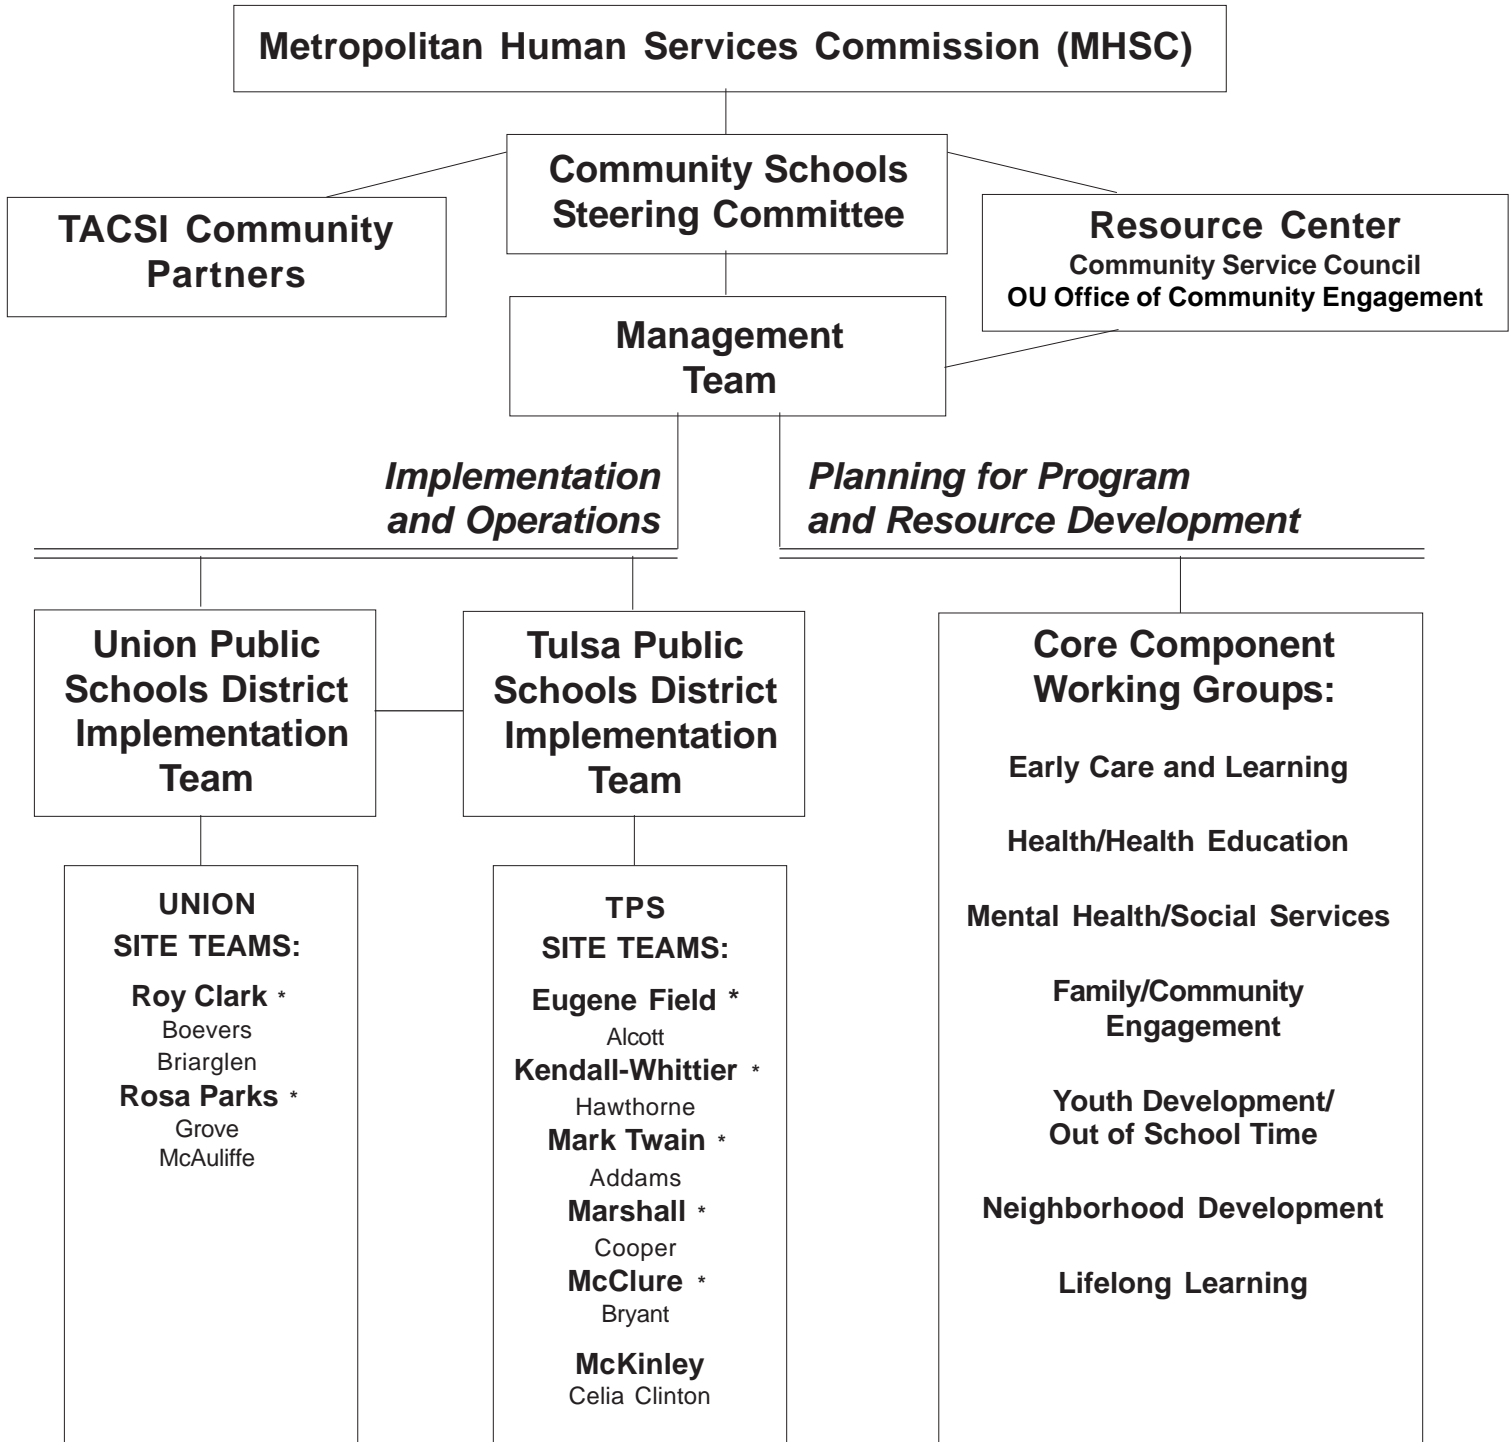 Metropolitan Human Services Commission (MHSC)
Community Schools
Steering Committee
TACSI Community
Partners
Resource Center
Community Service Council
OU Office of Community Engagement
Management
Team
Implementation
and Operations
Planning for Program
and Resource Development
Union Public
Schools District
Implementation
Team
Tulsa Public
Schools District
Implementation
Team
Core Component
Working Groups:
Early Care and Learning
Health/Health Education
Mental Health/Social Services
Family/Community
Engagement
Youth Development/
Out of School Time
Neighborhood Development
Lifelong Learning
UNION
SITE TEAMS:
Roy Clark *
Boevers
Briarglen
Rosa Parks *
Grove
McAuliffe
TPS
SITE TEAMS:
Eugene Field *
Alcott
Kendall-Whittier *
Hawthorne
Mark Twain *
Addams
Marshall *
Cooper
McClure *
Bryant
McKinley
Celia Clinton